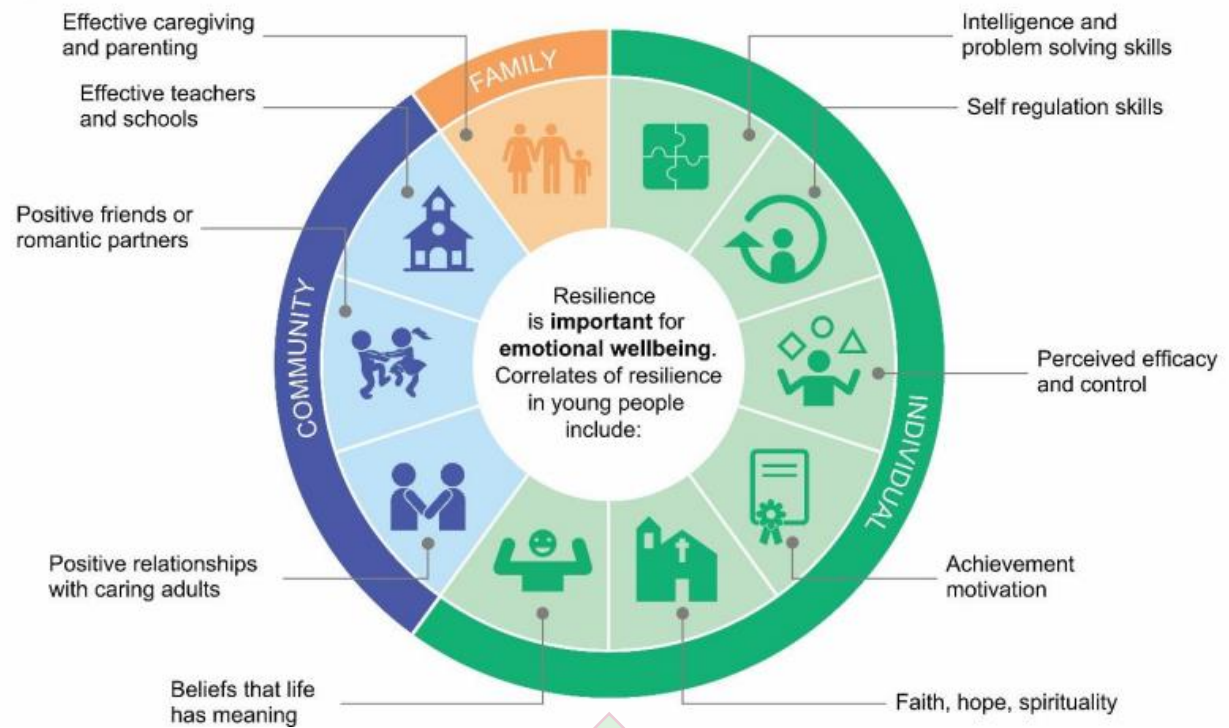 Effective caregiving
and parenting
Intelligence and
problem solving skills
FAMILY
Effective teachers
and schools
Self regulation skills
Positive friends or
romantic partners
COMMUNITY
Resilience
is important for
emotional wellbeing.
Correlates of resilience
in young people
include:
Perceived efficacy
and control
INDIVIDUAL
Positive relationships
with caring adults
Achievement
motivation
Beliefs that life
has meaning
Faith, hope, spirituality